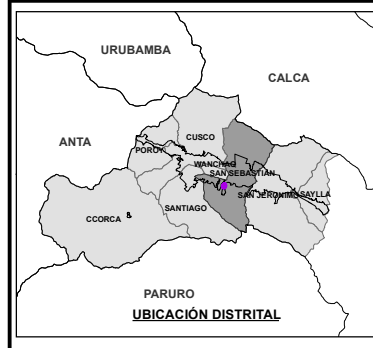 URUBAMBA
CALCA
ANTA
CUSCO
POROY
WANCHAQ
SAN SEBASTIAN
SAN JERONIMO
SAYLLA
CCORCA
SANTIAGO
PARURO
UBICACIÓN DISTRITAL